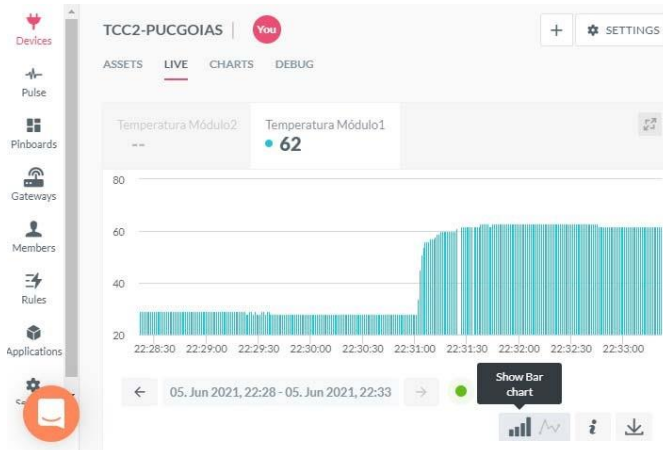 Devices
Pulse
Pinboards
Gateways
Members
Rules
Applications
TCC2-PUCGOIAS
You
+
SETTINGS
ASSETS LIVE CHARTS DEBUG
Temperatura Módulo2
--
Temperatura Módulo1
62
80
60
40
20
22:28:30 22:29:00 22:29:30 22:30:00 22:30:30 22:31:00 22:31:30 22:32:00 22:32:30 22:33:00
05. Jun 2021, 22:28 - 05. Jun 2021, 22:33
Show Bar
chart
i